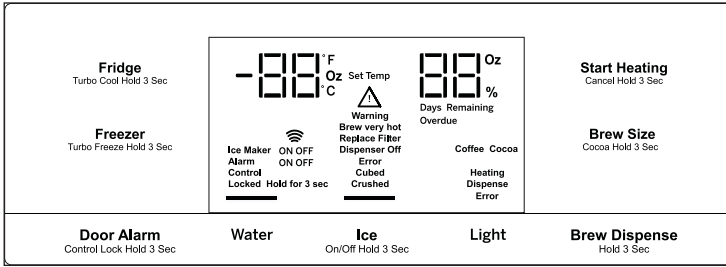 Fridge
Turbo Cool Hold 3 Sec
Freezer
Turbo Freeze Hold 3 Sec
-88 °F
Oz
°C
Set Temp
88 Oz
%
Days Remaining
Overdue
Warning
Brew very hot
Replace Filter
Dispenser Off
Error
Cubed
Crushed
Ice Maker ON OFF
Alarm ON OFF
Control
Locked Hold for 3 sec
Coffee Cocoa
Heating
Dispense
Error
Start Heating
Cancel Hold 3 Sec
Brew Size
Cocoa Hold 3 Sec
Door Alarm
Control Lock Hold 3 Sec
Water
Ice
On/Off Hold 3 Sec
Light
Brew Dispense
Hold 3 Sec